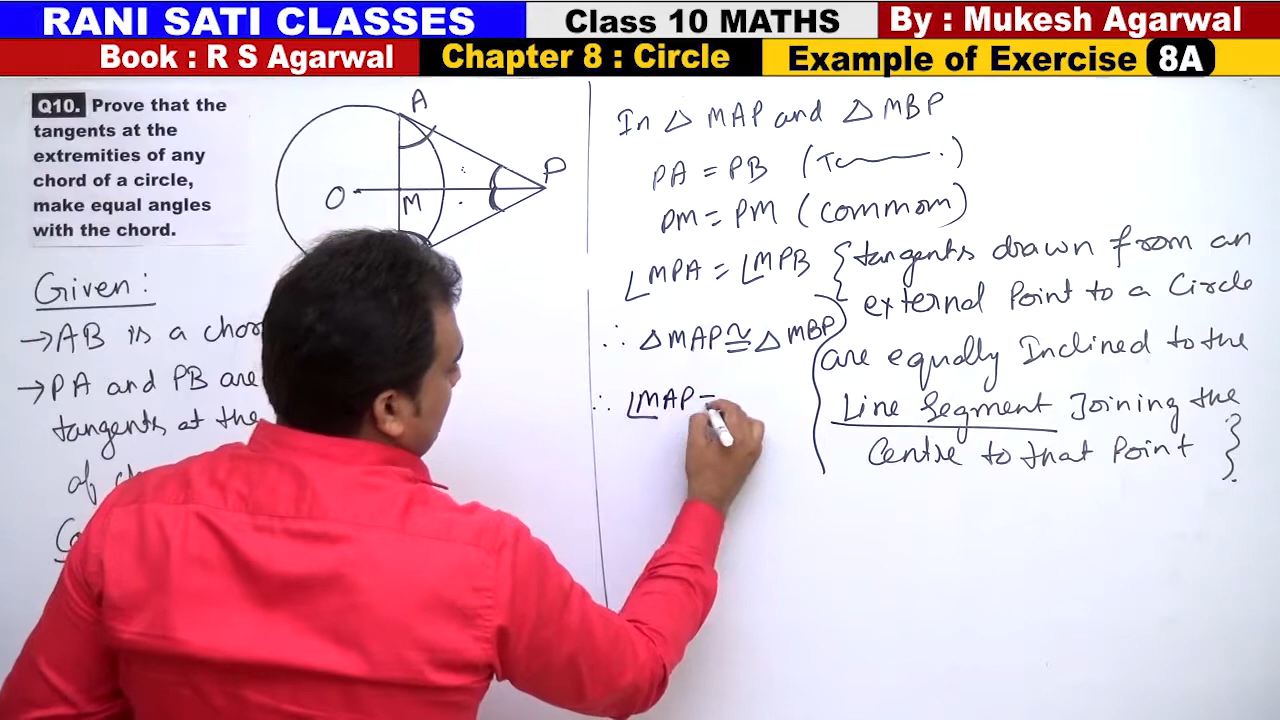 RANI SATI CLASSES
Class 10 MATHS
By : Mukesh Agarwal
Book : R S Agarwal
Chapter 8 : Circle
Example of Exercise 8A
Q10. Prove that the
tangents at the
extremities of any
chord of a circle,
make equal angles
with the chord.
A
O
M
P
Given :
→ AB is a chor
→ PA and PB are
tangents at the
of
In △ MAP and △ MBP
PA = PB (T .)
PM = PM (commom)
∠MPA = ∠MPB {tangents drawn from an
external Point to a Circle
∴ △MAP ≅ △MBP
are equally Inclined to the
∴ ∠MAP =
Line Segment Joining the
Centre to that Point }